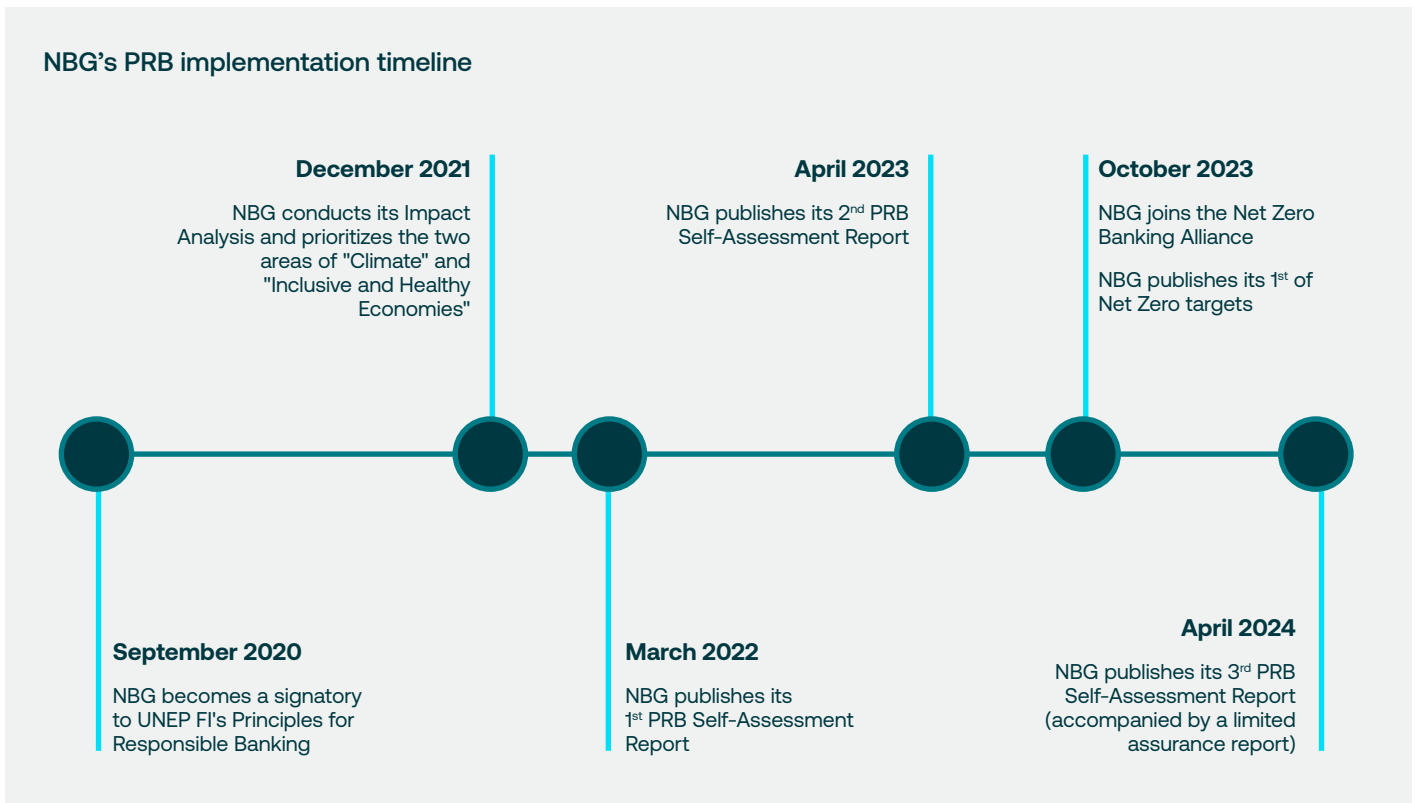 NBG’s PRB implementation timeline
December 2021
NBG conducts its Impact
Analysis and prioritizes the two
areas of "Climate" and
"Inclusive and Healthy
Economies"
April 2023
NBG publishes its 2nd PRB
Self-Assessment Report
October 2023
NBG joins the Net Zero
Banking Alliance
NBG publishes its 1st of
Net Zero targets
September 2020
NBG becomes a signatory
to UNEP FI's Principles for
Responsible Banking
March 2022
NBG publishes its
1st PRB Self-Assessment
Report
April 2024
NBG publishes its 3rd PRB
Self-Assessment Report
(accompanied by a limited
assurance report)